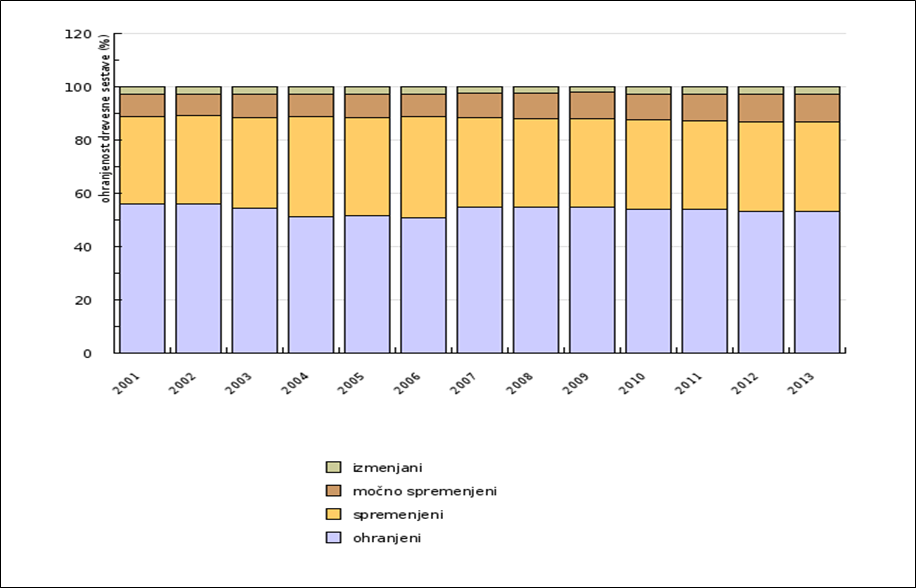 ohranjenost drevesne sestave (%)
120
100
80
60
40
20
0
2001 2002 2003 2004 2005 2006 2007 2008 2009 2010 2011 2012 2013
izmenjani
močno spremenjeni
spremenjeni
ohranjeni